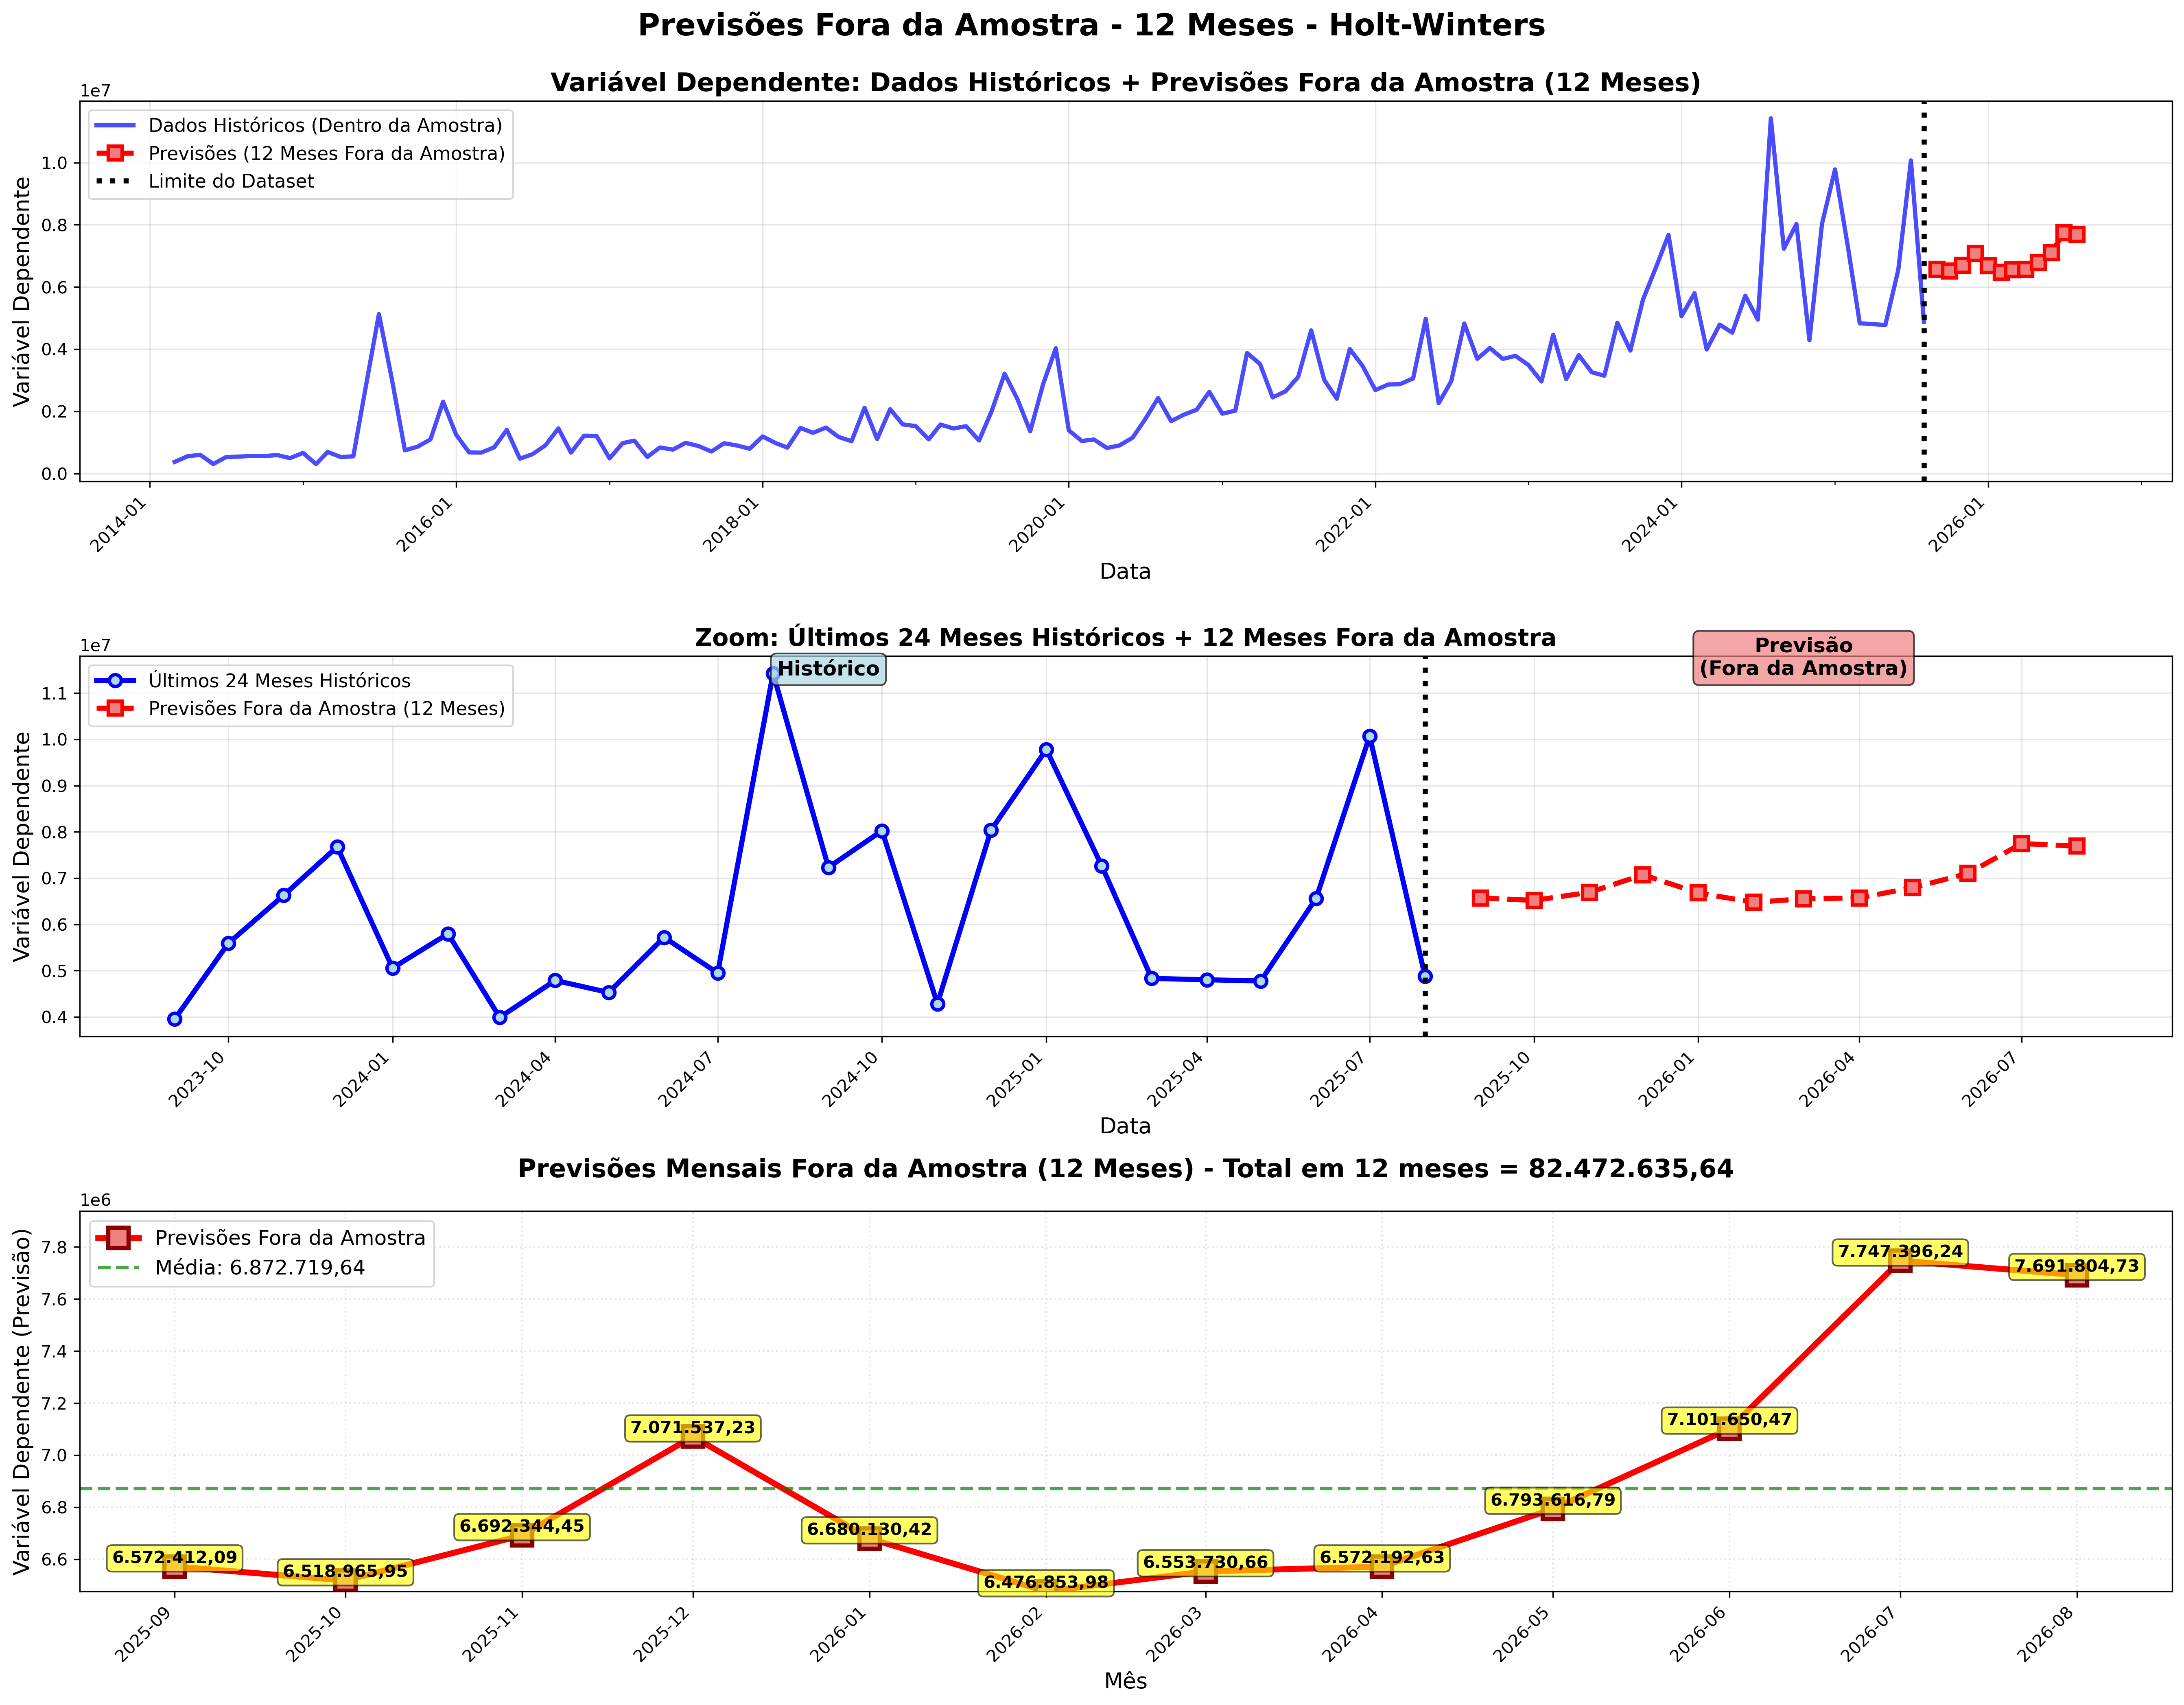 Previsões Fora da Amostra - 12 Meses - Holt-Winters
Variável Dependente: Dados Históricos + Previsões Fora da Amostra (12 Meses)
1e7
Dados Históricos (Dentro da Amostra)
Previsões (12 Meses Fora da Amostra)
Limite do Dataset
Variável Dependente
1.0
0.8
0.6
0.4
0.2
0.0
2014-01
2016-01
2018-01
2020-01
2022-01
2024-01
2026-01
Data
Zoom: Últimos 24 Meses Históricos + 12 Meses Fora da Amostra
1e7
Últimos 24 Meses Históricos
Previsões Fora da Amostra (12 Meses)
Histórico
Previsão
(Fora da Amostra)
Variável Dependente
1.1
1.0
0.9
0.8
0.7
0.6
0.5
0.4
2023-10
2024-01
2024-04
2024-07
2024-10
2025-01
2025-04
2025-07
2025-10
2026-01
2026-04
2026-07
Data
Previsões Mensais Fora da Amostra (12 Meses) - Total em 12 meses = 82.472.635,64
1e6
Previsões Fora da Amostra
Média: 6.872.719,64
Variável Dependente (Previsão)
7.8
7.6
7.4
7.2
7.0
6.8
6.6
6.572.412,09
6.518.965,95
6.692.344,45
7.071.537,23
6.680.130,42
6.476.853,98
6.553.730,66
6.572.192,63
6.793.616,79
7.101.650,47
7.747.396,24
7.691.804,73
2025-09
2025-10
2025-11
2025-12
2026-01
2026-02
2026-03
2026-04
2026-05
2026-06
2026-07
2026-08
Mês